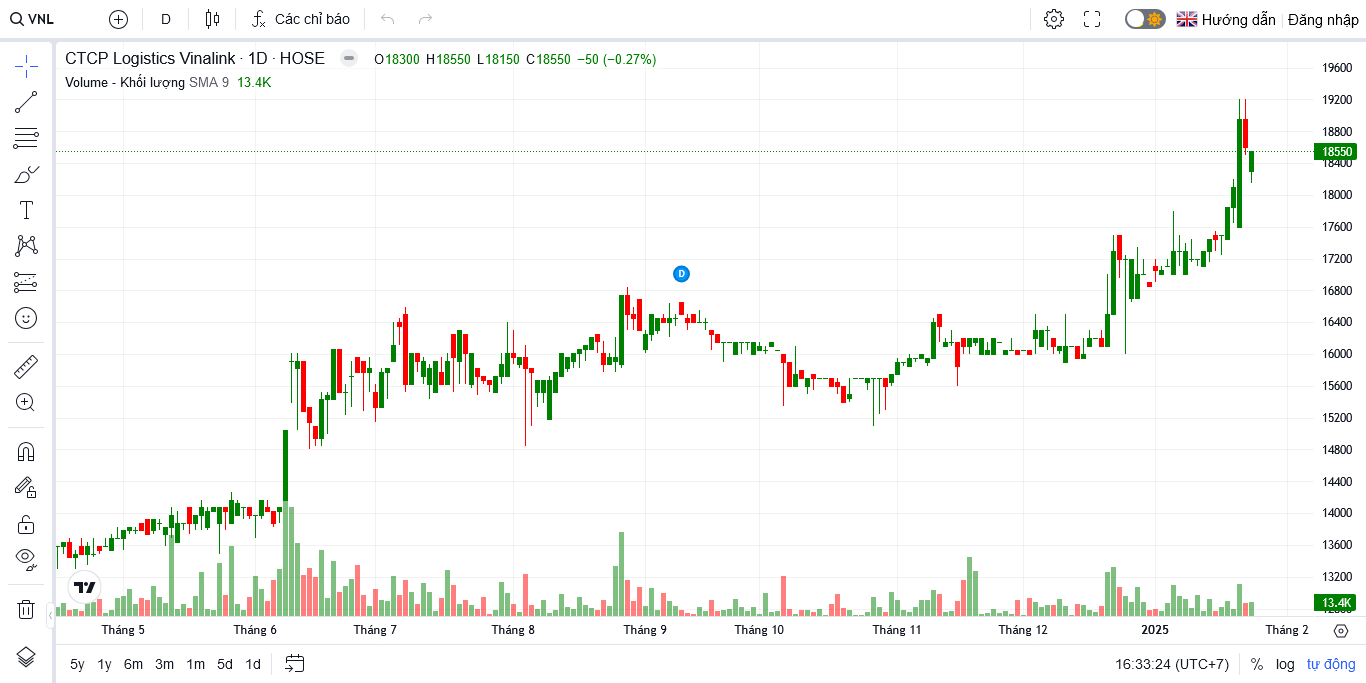 VNL D Các chỉ báo Hướng dẫn Đăng nhập
CTCP Logistics Vinalink · 1D · HOSE O18300 H18550 L18150 C18550 −50 (−0.27%)
Volume - Khối lượng SMA 9 13.4K
19600
19200
18800
18550
18400
18000
17600
17200
D
16800
16400
16000
15600
15200
14800
14400
14000
13600
13200
13.4K
Tháng 5 Tháng 6 Tháng 7 Tháng 8 Tháng 9 Tháng 10 Tháng 11 Tháng 12 2025 Tháng 2
5y 1y 6m 3m 1m 5d 1d 16:33:24 (UTC+7) % log tự động